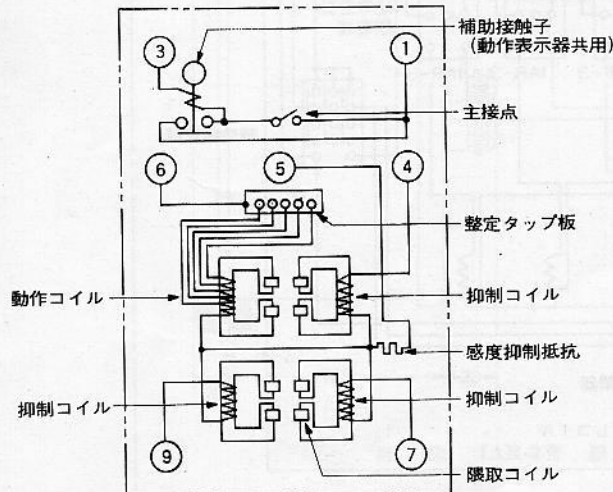 補助接触子
(動作表示器共用)
③
①
主接点
⑥
⑤
④
整定タップ板
動作コイル
抑制コイル
感度抑制抵抗
抑制コイル
抑制コイル
⑨
⑦
隈取コイル